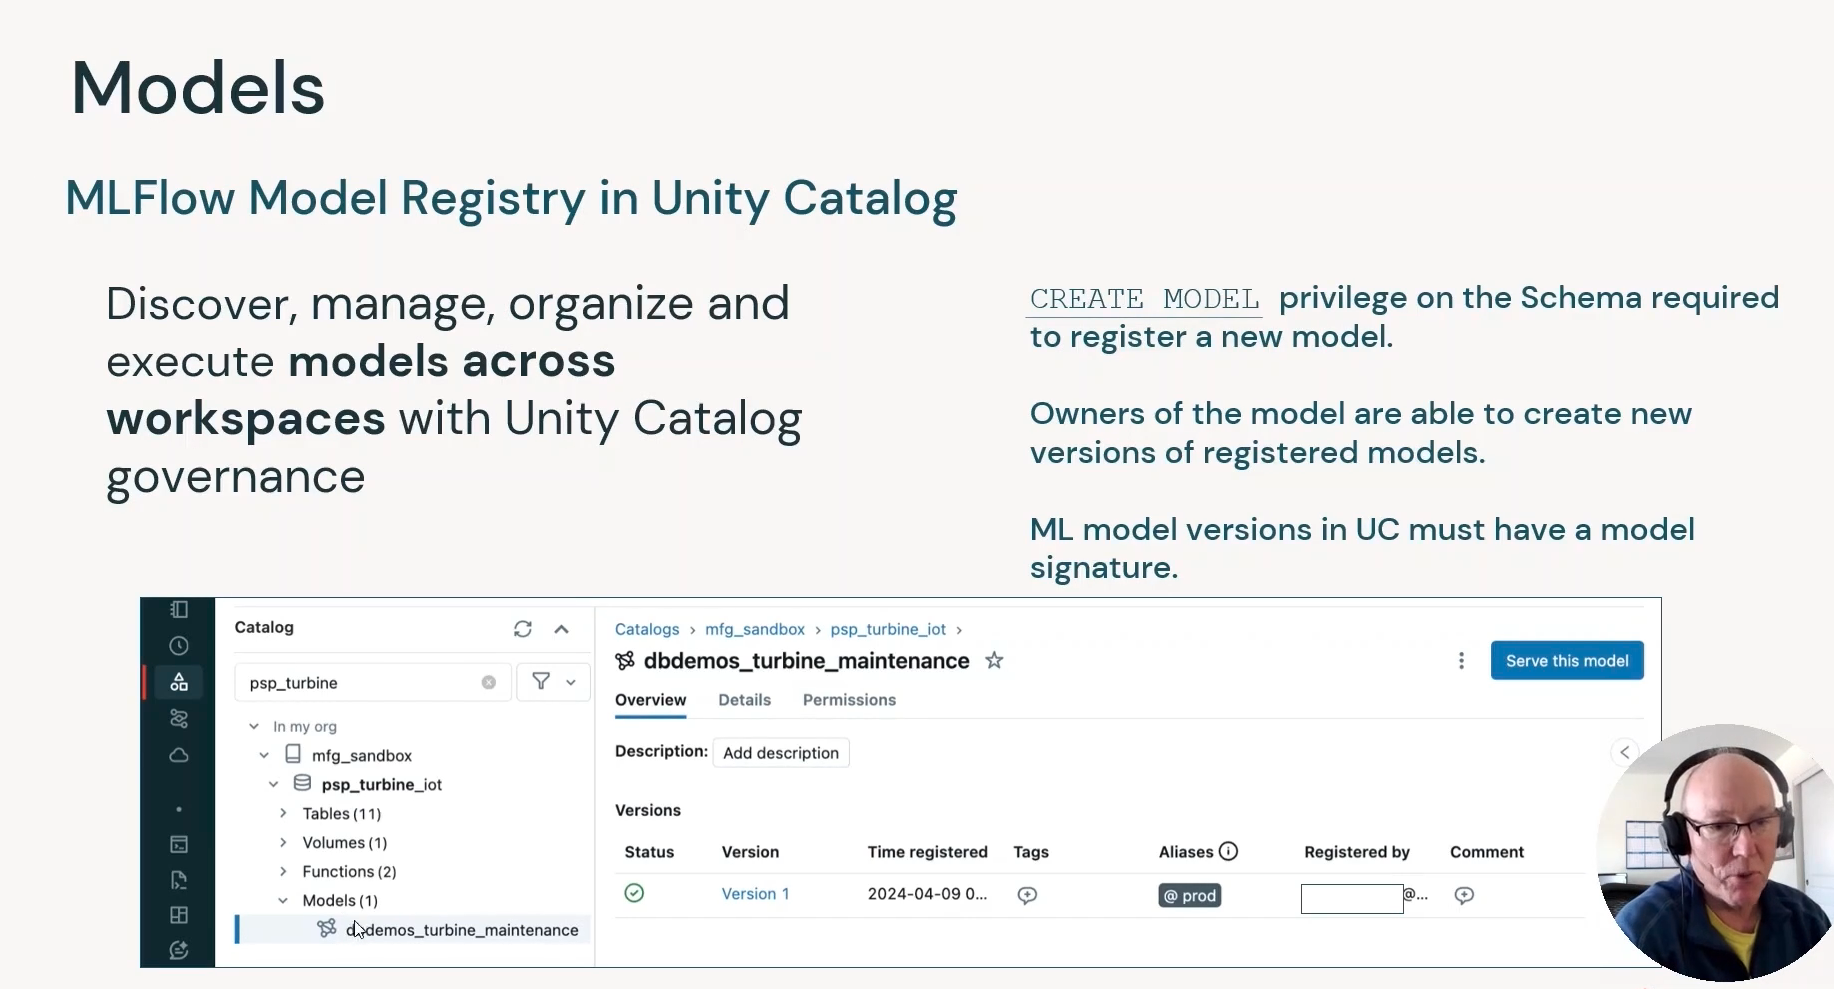 Models
MLFlow Model Registry in Unity Catalog
Discover, manage, organize and
execute models across
workspaces with Unity Catalog
governance
CREATE MODEL privilege on the Schema required
to register a new model.
Owners of the model are able to create new
versions of registered models.
ML model versions in UC must have a model
signature.
Catalog
psp_turbine
In my org
mfg_sandbox
psp_turbine_iot
Tables (11)
Volumes (1)
Functions (2)
Models (1)
dbdemos_turbine_maintenance
Catalogs > mfg_sandbox > psp_turbine_iot >
dbdemos_turbine_maintenance
Serve this model
Overview Details Permissions
Description: Add description
Versions
Status Version Time registered Tags Aliases Registered by Comment
Version 1 2024-04-09 0... @ prod @...